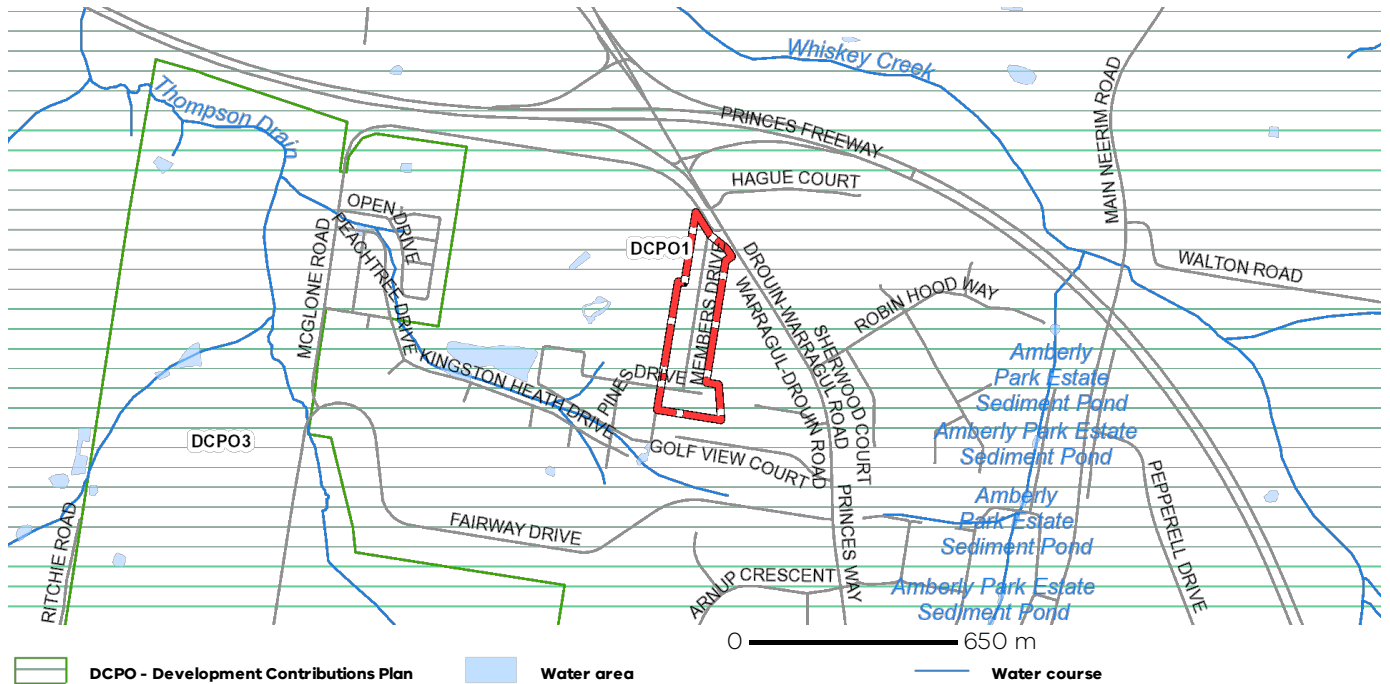 Whiskey Creek
Thompson Drain
PRINCES FREEWAY
MAIN NEERIM ROAD
HAGUE COURT
OPEN DRIVE
DCPO1
WALTON ROAD
MCGLONE ROAD
PEACHTREE DRIVE
MEMBERS DRIVE
DROUIN-WARRAGUL ROAD
WARRAGUL-DROUIN ROAD
ROBIN HOOD WAY
SHERWOOD COURT
Amberly
Park Estate
Sediment Pond
KINGSTON HEATH DRIVE
PINES DRIVE
DCPO3
Amberly Park Estate
Sediment Pond
GOLF VIEW COURT
PEPPERELL DRIVE
PRINCES WAY
Amberly
Park Estate
Sediment Pond
RITCHIE ROAD
FAIRWAY DRIVE
ARNUP CRESCENT
Amberly Park Estate
Sediment Pond
0 650 m
DCPO - Development Contributions Plan
Water area
Water course